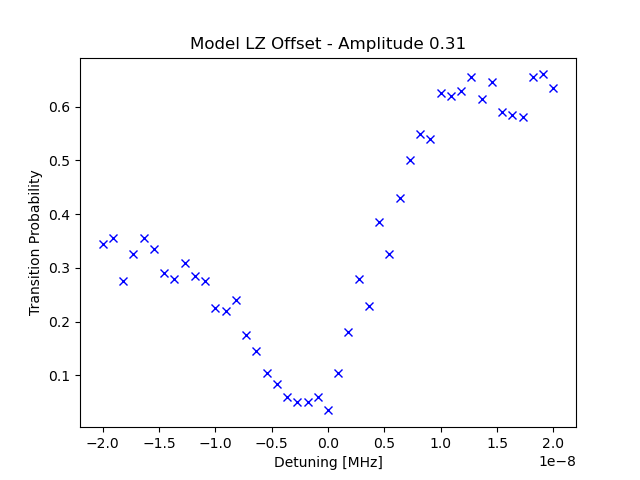 Model LZ Offset - Amplitude 0.31
Transition Probability
0.6
0.5
0.4
0.3
0.2
0.1
−2.0 −1.5 −1.0 −0.5 0.0 0.5 1.0 1.5 2.0
1e−8
Detuning [MHz]